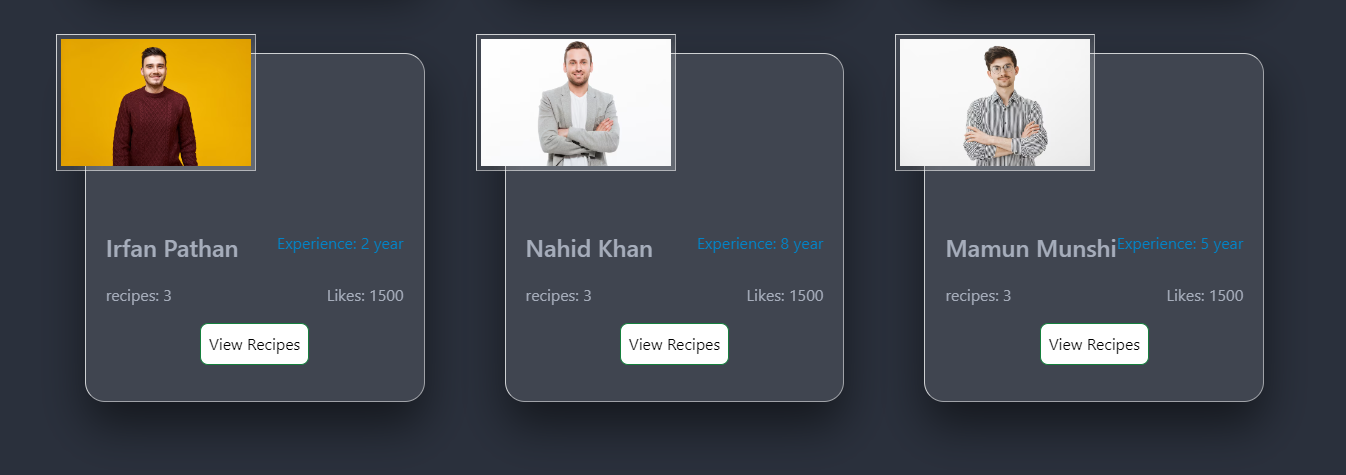 Irfan Pathan Experience: 2 year
recipes: 3 Likes: 1500
View Recipes
Nahid Khan Experience: 8 year
recipes: 3 Likes: 1500
View Recipes
Mamun Munshi Experience: 5 year
recipes: 3 Likes: 1500
View Recipes